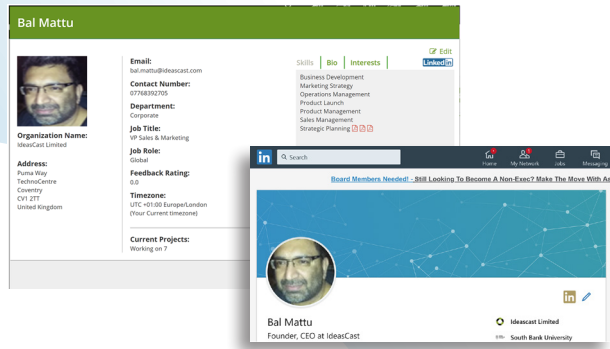 Bal Mattu
Edit
Skills | Bio | Interests
Linked in
Email:
bal.mattu@ideascast.com
Contact Number:
07768392705
Department:
Corporate
Job Title:
VP Sales & Marketing
Job Role:
Global
Feedback Rating:
0.0
Timezone:
UTC +01:00 Europe/London
(Your Current timezone)
Current Projects:
Working on 7
Organization Name:
IdeasCast Limited
Address:
Puma Way
TechnoCentre
Coventry
CV1 2TT
United Kingdom
Business Development
Marketing Strategy
Operations Management
Product Launch
Product Management
Sales Management
Strategic Planning
in
Search
Home
My Network
Jobs
Messaging
Board Members Needed! - Still Looking To Become A Non-Exec? Make The Move With
in
Bal Mattu
Founder, CEO at IdeasCast
Ideascast Limited
South Bank University